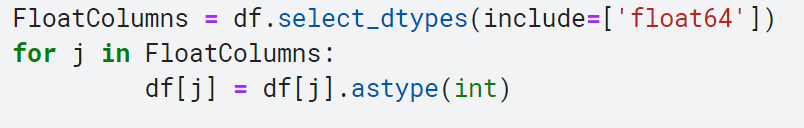 FloatColumns = df.select_dtypes(include=['float64'])
for j in FloatColumns:
        df[j] = df[j].astype(int)